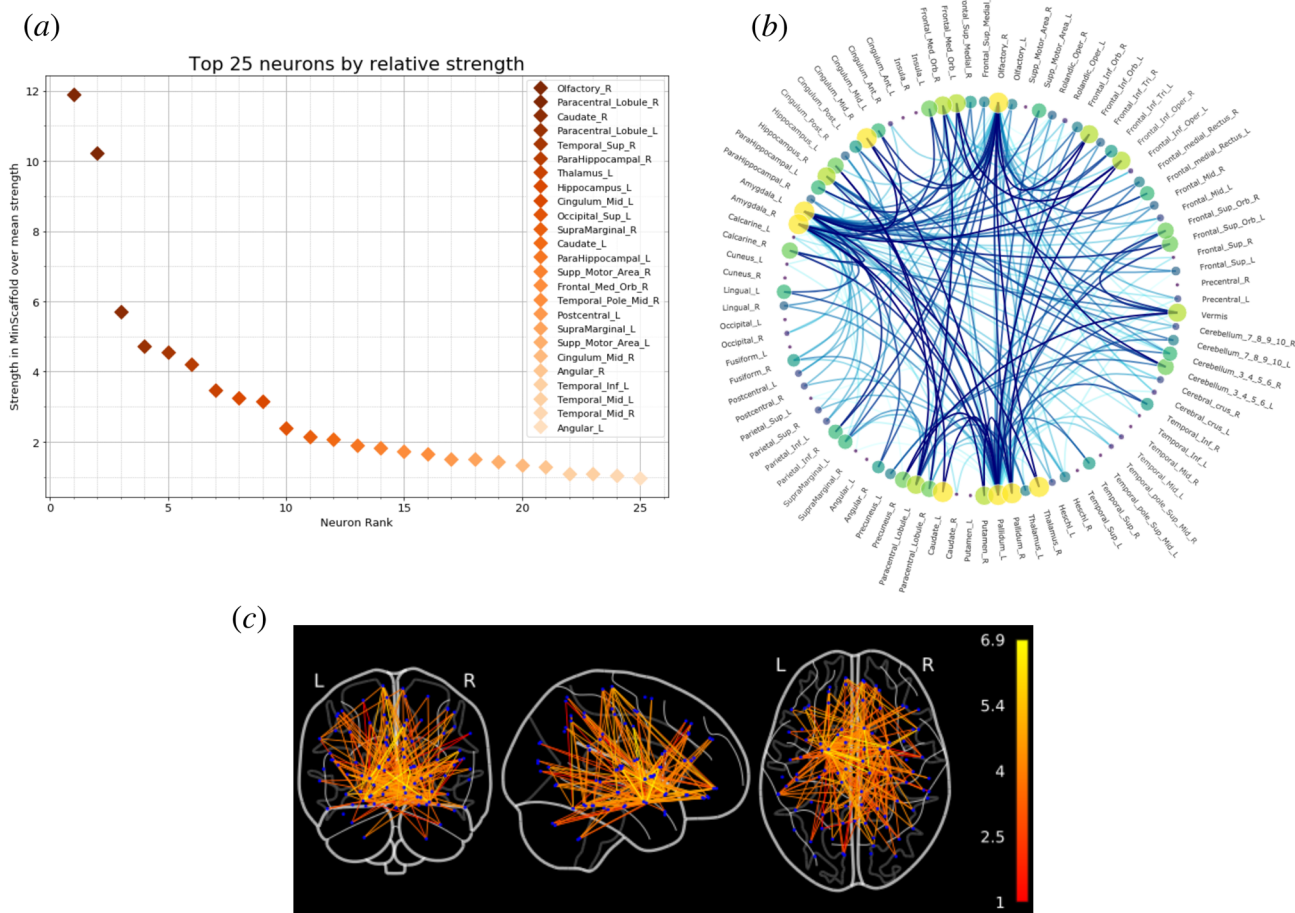 (a)
Top 25 neurons by relative strength
Strength in MinScaffold over mean strength
12
10
8
6
4
2
0
5
10
15
20
25
Neuron Rank
Olfactory_R
Paracentral_Lobule_R
Caudate_R
Paracentral_Lobule_L
Temporal_Sup_R
ParaHippocampal_R
Thalamus_L
Hippocampus_L
Cingulum_Mid_L
Occipital_Sup_L
SupraMarginal_R
Caudate_L
ParaHippocampal_L
Supp_Motor_Area_R
Frontal_Med_Orb_R
Temporal_Pole_Mid_R
Postcentral_L
SupraMarginal_L
Supp_Motor_Area_L
Cingulum_Mid_R
Angular_R
Temporal_Inf_L
Temporal_Mid_L
Temporal_Mid_R
Angular_L
(b)
Olfactory_R
Olfactory_L
Supp_Motor_Area_R
Supp_Motor_Area_L
Rolandic_Oper_R
Rolandic_Oper_L
Frontal_Inf_Orb_R
Frontal_Inf_Orb_L
Frontal_Inf_Tri_R
Frontal_Inf_Tri_L
Frontal_Inf_Oper_R
Frontal_Inf_Oper_L
Frontal_medial_Rectus_R
Frontal_medial_Rectus_L
Frontal_Mid_R
Frontal_Mid_L
Frontal_Sup_Orb_R
Frontal_Sup_Orb_L
Frontal_Sup_R
Frontal_Sup_L
Precentral_R
Precentral_L
Vermis
Cerebellum_7_8_9_10_R
Cerebellum_7_8_9_10_L
Cerebellum_3_4_5_6_R
Cerebellum_3_4_5_6_L
Cerebral_crus_R
Cerebral_crus_L
Temporal_Inf_R
Temporal_Inf_L
Temporal_Mid_R
Temporal_Mid_L
Temporal_pole_Sup_Mid_R
Temporal_pole_Sup_Mid_L
Temporal_Sup_R
Temporal_Sup_L
Heschl_R
Heschl_L
Thalamus_R
Thalamus_L
Pallidum_R
Pallidum_L
Putamen_R
Putamen_L
Caudate_R
Caudate_L
Paracentral_Lobule_R
Paracentral_Lobule_L
Precuneus_R
Precuneus_L
Angular_R
Angular_L
SupraMarginal_R
SupraMarginal_L
Parietal_Inf_R
Parietal_Inf_L
Parietal_Sup_R
Parietal_Sup_L
Postcentral_R
Postcentral_L
Fusiform_R
Fusiform_L
Occipital_R
Occipital_L
Lingual_R
Lingual_L
Cuneus_R
Cuneus_L
Calcarine_R
Calcarine_L
Amygdala_R
Amygdala_L
ParaHippocampal_R
ParaHippocampal_L
Hippocampus_R
Hippocampus_L
Cingulum_Post_R
Cingulum_Post_L
Cingulum_Mid_R
Cingulum_Mid_L
Cingulum_Ant_R
Cingulum_Ant_L
Insula_R
Insula_L
Frontal_Med_Orb_R
Frontal_Med_Orb_L
Frontal_Sup_Medial_R
Frontal_Sup_Medial_
(c)
L
R
L
R
6.9
5.4
4
2.5
1